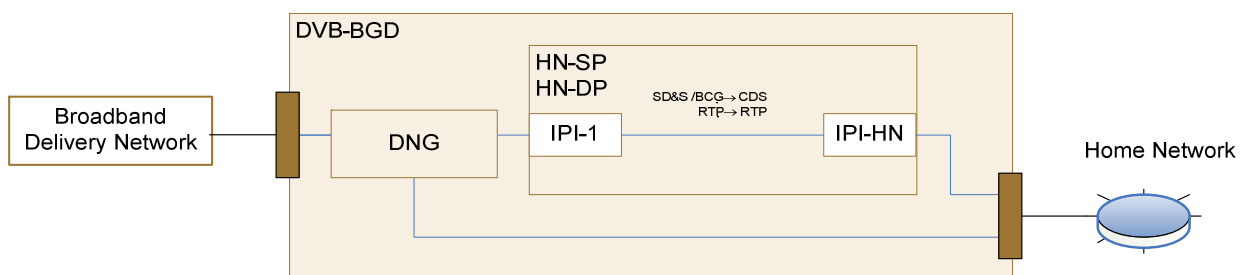 DVB-BGD
HN-SP
HN-DP
SD&S /BCG→ CDS
RTP→ RTP
Broadband
Delivery Network
DNG
IPI-1
IPI-HN
Home Network